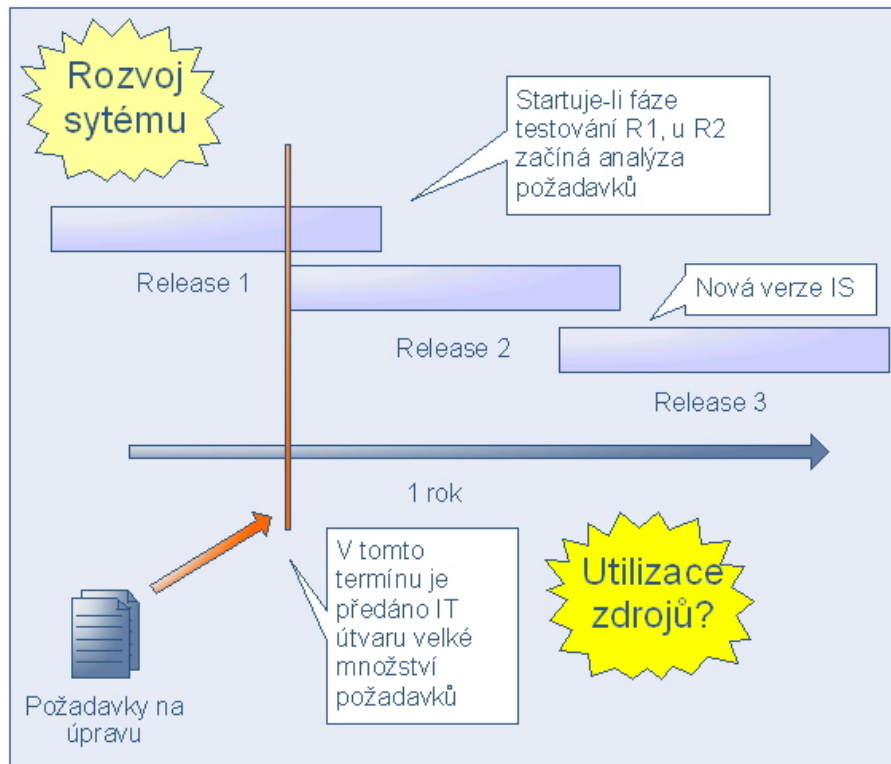 Rozvoj
sytému
Startuje-li fáze
testování R1, u R2
začíná analýza
požadavků
Release 1
Nová verze IS
Release 2
Release 3
1 rok
V tomto
termínu je
předáno IT
útvaru velké
množství
požadavků
Utilizace
zdrojů?
Požadavky na
úpravu